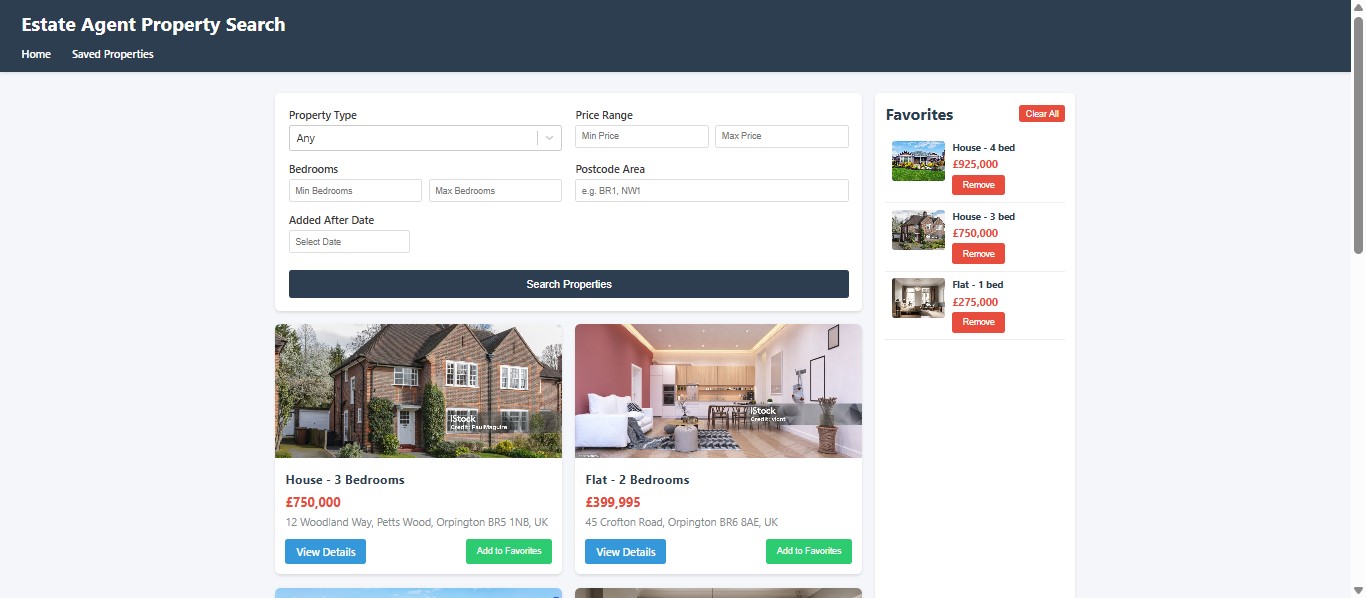 Estate Agent Property Search
Home Saved Properties
Property Type
Any
Price Range
Min Price Max Price
Bedrooms
Min Bedrooms Max Bedrooms
Postcode Area
e.g. BR1, NW1
Added After Date
Select Date
Search Properties
iStock
Credit: PaulMaguire
House - 3 Bedrooms
£750,000
12 Woodland Way, Petts Wood, Orpington BR5 1NB, UK
View Details Add to Favorites
iStock
Flat - 2 Bedrooms
£399,995
45 Crofton Road, Orpington BR6 8AE, UK
View Details Add to Favorites
Favorites Clear All
House - 4 bed
£925,000
Remove
House - 3 bed
£750,000
Remove
Flat - 1 bed
£275,000
Remove